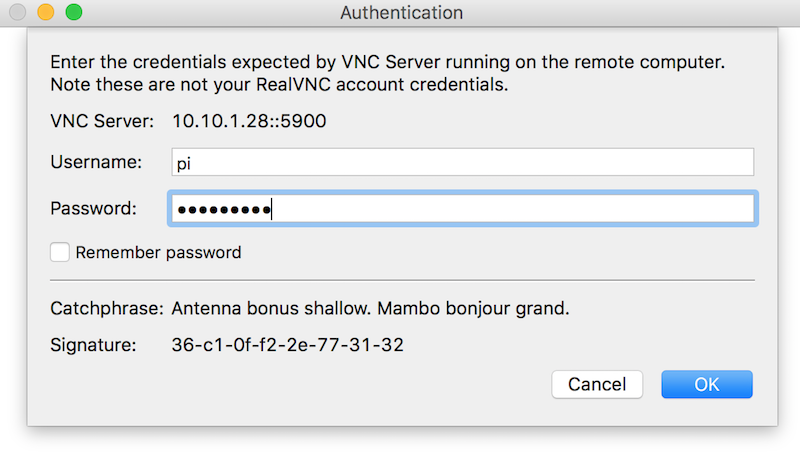 Authentication
Enter the credentials expected by VNC Server running on the remote computer.
Note these are not your RealVNC account credentials.
VNC Server: 10.10.1.28::5900
Username: pi
Password: •••••••••
Remember password
Catchphrase: Antenna bonus shallow. Mambo bonjour grand.
Signature: 36-c1-0f-f2-2e-77-31-32
Cancel OK